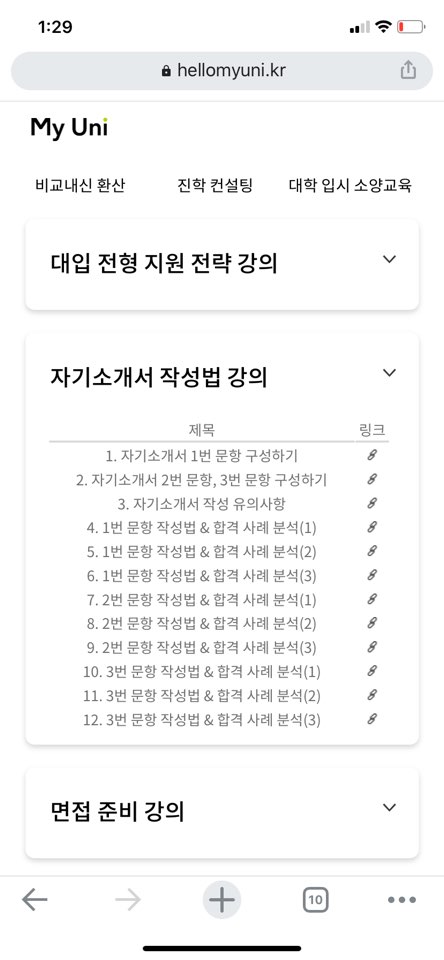 1:29
hellomyuni.kr
My Uni
비교내신 환산 진학 컨설팅 대학 입시 소양교육
대입 전형 지원 전략 강의
자기소개서 작성법 강의
제목 링크
1. 자기소개서 1번 문항 구성하기
2. 자기소개서 2번 문항, 3번 문항 구성하기
3. 자기소개서 작성 유의사항
4. 1번 문항 작성법 & 합격 사례 분석(1)
5. 1번 문항 작성법 & 합격 사례 분석(2)
6. 1번 문항 작성법 & 합격 사례 분석(3)
7. 2번 문항 작성법 & 합격 사례 분석(1)
8. 2번 문항 작성법 & 합격 사례 분석(2)
9. 2번 문항 작성법 & 합격 사례 분석(3)
10. 3번 문항 작성법 & 합격 사례 분석(1)
11. 3번 문항 작성법 & 합격 사례 분석(2)
12. 3번 문항 작성법 & 합격 사례 분석(3)
면접 준비 강의
10